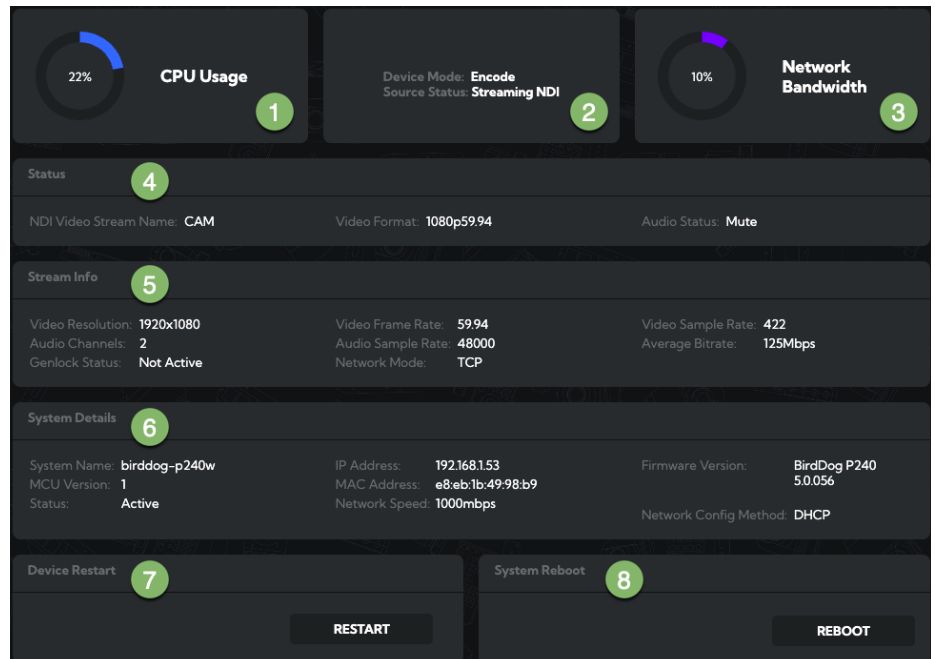 22%
CPU Usage
1
Device Mode: Encode
Source Status: Streaming NDI
2
10%
Network
Bandwidth
3
Status
4
NDI Video Stream Name: CAM
Video Format: 1080p59.94
Audio Status: Mute
Stream Info
5
Video Resolution: 1920x1080
Video Frame Rate: 59.94
Video Sample Rate: 422
Audio Channels: 2
Audio Sample Rate: 48000
Average Bitrate: 125Mbps
Genlock Status: Not Active
Network Mode: TCP
System Details
6
System Name: birddog-p240w
IP Address: 192.168.1.53
Firmware Version: BirdDog P240
5.0.056
MCU Version: 1
MAC Address: e8:eb:1b:49:98:b9
Status: Active
Network Speed: 1000mbps
Network Config Method: DHCP
Device Restart
7
RESTART
System Reboot
8
REBOOT